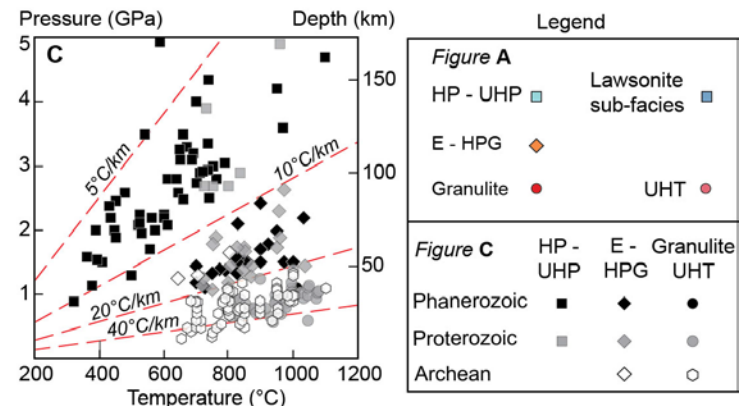 Pressure (GPa)
Depth (km)
Legend
C
5
4
3
2
1
150
100
50
5°C/km
10°C/km
20°C/km
40°C/km
200 400 600 800 1000 1200
Temperature (°C)
Figure A
HP - UHP
Lawsonite
sub-facies
E - HPG
Granulite
UHT
Figure C
HP -
UHP
E -
HPG
Granulite
UHT
Phanerozoic
Proterozoic
Archean